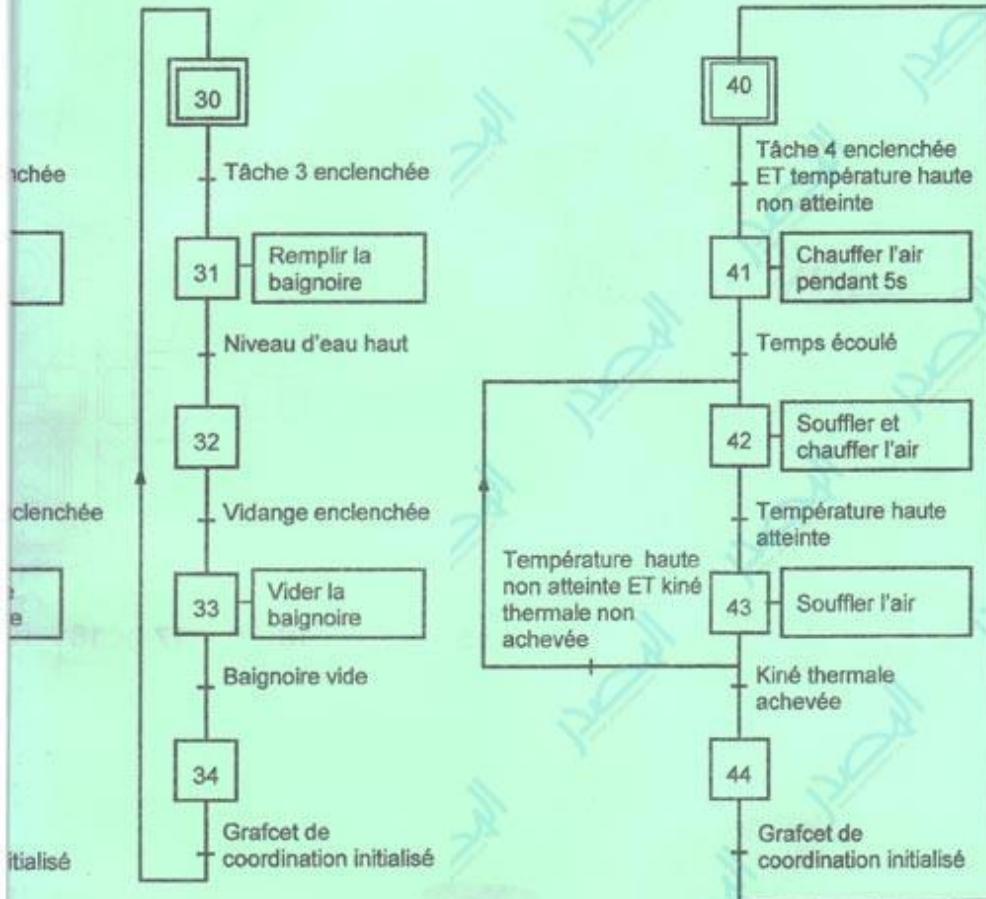 nchée
clenchée
e
e
itialisé
30
Tâche 3 enclenchée
31
Remplir la
baignoire
Niveau d'eau haut
32
Vidange enclenchée
33
Vider la
baignoire
Baignoire vide
34
Grafcet de
coordination initialisé
40
Tâche 4 enclenchée
ET température haute
non atteinte
41
Chauffer l'air
pendant 5s
Temps écoulé
42
Souffler et
chauffer l'air
Température haute
atteinte
Température haute
non atteinte ET kiné
thermale non
achevée
43
Souffler l'air
Kiné thermale
achevée
44
Grafcet de
coordination initialisé
المصدر